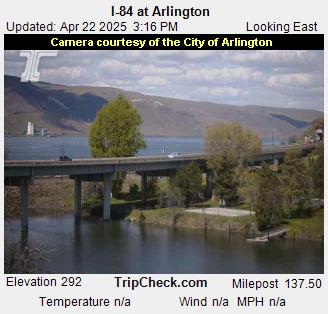 I-84 at Arlington
Updated: Apr 22 2025 3:16 PM Looking East
Camera courtesy of the City of Arlington
Elevation 292 TripCheck.com Milepost 137.50
Temperature n/a Wind n/a MPH n/a